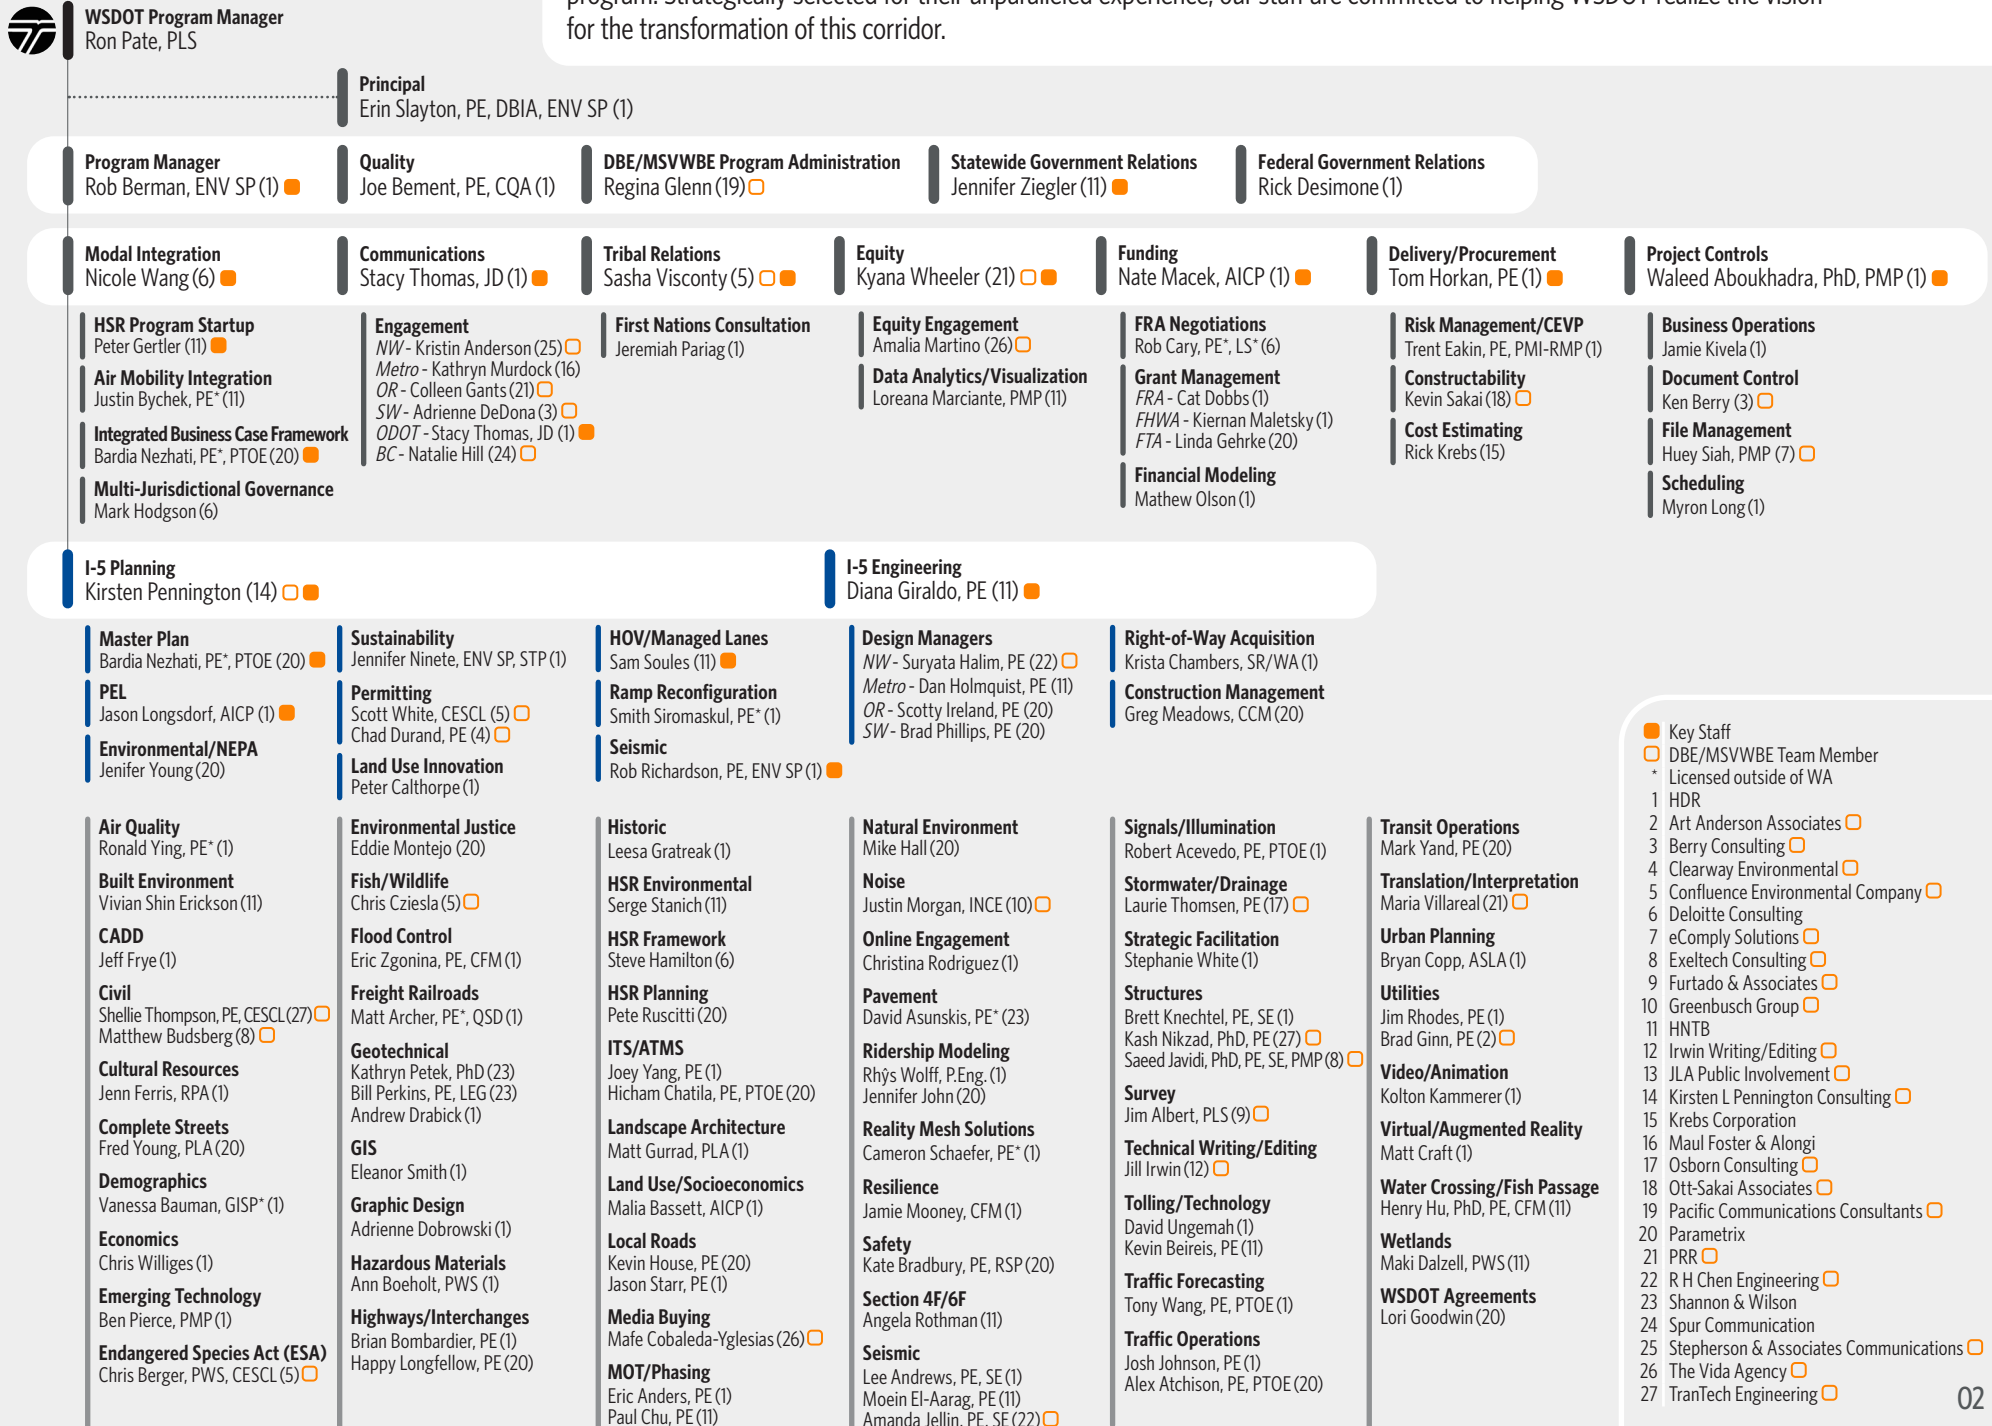 program. Strategically selected for their unparalleled experience, our staff are committed to helping WSDOT realize the vision
for the transformation of this corridor.
WSDOT Program Manager
Ron Pate, PLS
Principal
Erin Slayton, PE, DBIA, ENV SP (1)
Program Manager
Rob Berman, ENV SP (1)
Quality
Joe Bement, PE, CQA (1)
DBE/MSVWBE Program Administration
Regina Glenn (19)
Statewide Government Relations
Jennifer Ziegler (11)
Federal Government Relations
Rick Desimone (1)
Modal Integration
Nicole Wang (6)
Communications
Stacy Thomas, JD (1)
Tribal Relations
Sasha Visconty (5)
Equity
Kyana Wheeler (21)
Funding
Nate Macek, AICP (1)
Delivery/Procurement
Tom Horkan, PE (1)
Project Controls
Waleed Aboukhadra, PhD, PMP (1)
HSR Program Startup
Peter Gertler (11)
Air Mobility Integration
Justin Bychek, PE* (11)
Integrated Business Case Framework
Bardia Nezhati, PE*, PTOE (20)
Multi-Jurisdictional Governance
Mark Hodgson (6)
Engagement
NW - Kristin Anderson (25)
Metro - Kathryn Murdock (16)
OR - Colleen Gants (21)
SW - Adrienne DeDona (3)
ODOT - Stacy Thomas, JD (1)
BC - Natalie Hill (24)
First Nations Consultation
Jeremiah Pariag (1)
Equity Engagement
Amalia Martino (26)
Data Analytics/Visualization
Loreana Marciante, PMP (11)
FRA Negotiations
Rob Cary, PE*, LS* (6)
Grant Management
FRA - Cat Dobbs (1)
FHWA - Kiernan Maletsky (1)
FTA - Linda Gehrke (20)
Financial Modeling
Mathew Olson (1)
Risk Management/CEVP
Trent Eakin, PE, PMI-RMP (1)
Constructability
Kevin Sakai (18)
Cost Estimating
Rick Krebs (15)
Business Operations
Jamie Kivela (1)
Document Control
Ken Berry (3)
File Management
Huey Siah, PMP (7)
Scheduling
Myron Long (1)
I-5 Planning
Kirsten Pennington (14)
I-5 Engineering
Diana Giraldo, PE (11)
Master Plan
Bardia Nezhati, PE*, PTOE (20)
PEL
Jason Longsdorf, AICP (1)
Environmental/NEPA
Jenifer Young (20)
Sustainability
Jennifer Ninete, ENV SP, STP (1)
Permitting
Scott White, CESCL (5)
Chad Durand, PE (4)
Land Use Innovation
Peter Calthorpe (1)
HOV/Managed Lanes
Sam Soules (11)
Ramp Reconfiguration
Smith Siromaskul, PE* (1)
Seismic
Rob Richardson, PE, ENV SP (1)
Design Managers
NW - Suryata Halim, PE (22)
Metro - Dan Holmquist, PE (11)
OR - Scotty Ireland, PE (20)
SW - Brad Phillips, PE (20)
Right-of-Way Acquisition
Krista Chambers, SR/WA (1)
Construction Management
Greg Meadows, CCM (20)
Air Quality
Ronald Ying, PE* (1)
Built Environment
Vivian Shin Erickson (11)
CADD
Jeff Frye (1)
Civil
Shellie Thompson, PE, CESCL (27)
Matthew Budsberg (8)
Cultural Resources
Jenn Ferris, RPA (1)
Complete Streets
Fred Young, PLA (20)
Demographics
Vanessa Bauman, GISP* (1)
Economics
Chris Williges (1)
Emerging Technology
Ben Pierce, PMP (1)
Endangered Species Act (ESA)
Chris Berger, PWS, CESCL (5)
Environmental Justice
Eddie Montejo (20)
Fish/Wildlife
Chris Cziesla (5)
Flood Control
Eric Zgonina, PE, CFM (1)
Freight Railroads
Matt Archer, PE*, QSD (1)
Geotechnical
Kathryn Petek, PhD (23)
Bill Perkins, PE, LEG (23)
Andrew Drabick (1)
GIS
Eleanor Smith (1)
Graphic Design
Adrienne Dobrowski (1)
Hazardous Materials
Ann Boeholt, PWS (1)
Highways/Interchanges
Brian Bombardier, PE (1)
Happy Longfellow, PE (20)
Historic
Leesa Gratreak (1)
HSR Environmental
Serge Stanich (11)
HSR Framework
Steve Hamilton (6)
HSR Planning
Pete Ruscitti (20)
ITS/ATMS
Joey Yang, PE (1)
Hicham Chatila, PE, PTOE (20)
Landscape Architecture
Matt Gurrad, PLA (1)
Land Use/Socioeconomics
Malia Bassett, AICP (1)
Local Roads
Kevin House, PE (20)
Jason Starr, PE (1)
Media Buying
Mafe Cobaleda-Yglesias (26)
MOT/Phasing
Eric Anders, PE (1)
Paul Chu, PE (11)
Natural Environment
Mike Hall (20)
Noise
Justin Morgan, INCE (10)
Online Engagement
Christina Rodriguez (1)
Pavement
David Asunskis, PE* (23)
Ridership Modeling
Rhŷs Wolff, P.Eng. (1)
Jennifer John (20)
Reality Mesh Solutions
Cameron Schaefer, PE* (1)
Resilience
Jamie Mooney, CFM (1)
Safety
Kate Bradbury, PE, RSP (20)
Section 4F/6F
Angela Rothman (11)
Seismic
Lee Andrews, PE, SE (1)
Moein El-Aarag, PE (11)
Amanda Jellin, PE, SE (22)
Signals/Illumination
Robert Acevedo, PE, PTOE (1)
Stormwater/Drainage
Laurie Thomsen, PE (17)
Strategic Facilitation
Stephanie White (1)
Structures
Brett Knechtel, PE, SE (1)
Kash Nikzad, PhD, PE (27)
Saeed Javidi, PhD, PE, SE, PMP (8)
Survey
Jim Albert, PLS (9)
Technical Writing/Editing
Jill Irwin (12)
Tolling/Technology
David Ungemah (1)
Kevin Beireis, PE (11)
Traffic Forecasting
Tony Wang, PE, PTOE (1)
Traffic Operations
Josh Johnson, PE (1)
Alex Atchison, PE, PTOE (20)
Transit Operations
Mark Yand, PE (20)
Translation/Interpretation
Maria Villareal (21)
Urban Planning
Bryan Copp, ASLA (1)
Utilities
Jim Rhodes, PE (1)
Brad Ginn, PE (2)
Video/Animation
Kolton Kammerer (1)
Virtual/Augmented Reality
Matt Craft (1)
Water Crossing/Fish Passage
Henry Hu, PhD, PE, CFM (11)
Wetlands
Maki Dalzell, PWS (11)
WSDOT Agreements
Lori Goodwin (20)
Key Staff
DBE/MSVWBE Team Member
* Licensed outside of WA
1 HDR
2 Art Anderson Associates
3 Berry Consulting
4 Clearway Environmental
5 Confluence Environmental Company
6 Deloitte Consulting
7 eComply Solutions
8 Exeltech Consulting
9 Furtado & Associates
10 Greenbusch Group
11 HNTB
12 Irwin Writing/Editing
13 JLA Public Involvement
14 Kirsten L Pennington Consulting
15 Krebs Corporation
16 Maul Foster & Alongi
17 Osborn Consulting
18 Ott-Sakai Associates
19 Pacific Communications Consultants
20 Parametrix
21 PRR
22 R H Chen Engineering
23 Shannon & Wilson
24 Spur Communication
25 Stepherson & Associates Communications
26 The Vida Agency
27 TranTech Engineering
02